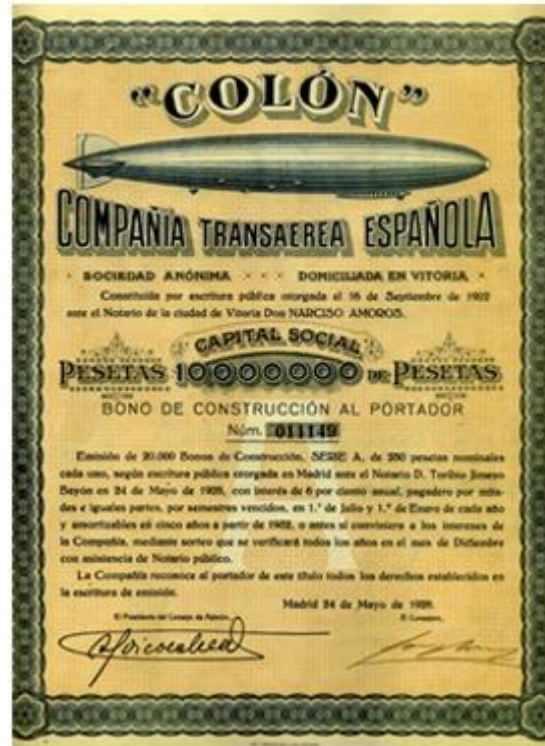 "COLÓN"
COMPAÑIA TRANSAEREA ESPAÑOLA
SOCIEDAD ANÓNIMA × × × DOMICILIADA EN VITORIA
Constituída por escritura pública otorgada el 16 de Septiembre de 1922
ante el Notario de la ciudad de Vitoria Don NARCISO AMOROS.
CAPITAL SOCIAL
PESETAS 10,000,000 DE PESETAS
BONO DE CONSTRUCCIÓN AL PORTADOR
Núm. 011149
Emisión de 20.000 Bonos de Construcción, SERIE A, de 250 pesetas nominales
cada uno, según escritura pública otorgada en Madrid ante el Notario D. Toribio Jimeno
Bayón en 24 de Mayo de 1928, con interés de 6 por ciento anual, pagadero por mita-
des e iguales partes, por semestres vencidos, en 1.º de Julio y 1.º de Enero de cada año
y amortizables en cinco años a partir de 1932, o antes si conviniera a los intereses de
la Compañía, mediante sorteo que se verificará todos los años en el mes de Diciembre
con asistencia de Notario público.
La Compañía reconoce al portador de este título todos los derechos establecidos en
la escritura de emisión.
Madrid 24 de Mayo de 1928.
El Presidente del Consejo de
El Consejero,